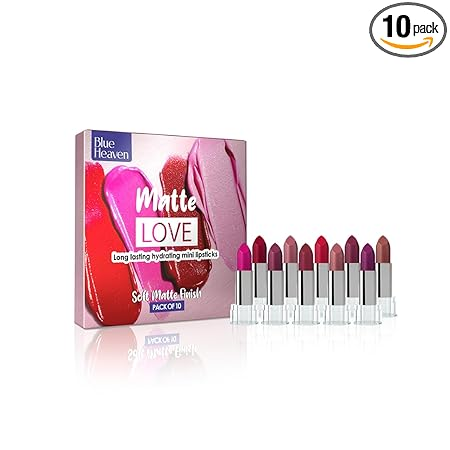 10 pack
Blue
Heaven
Matte
LOVE
Long lasting hydrating mini lipsticks
Soft Matte Finish
PACK OF 10